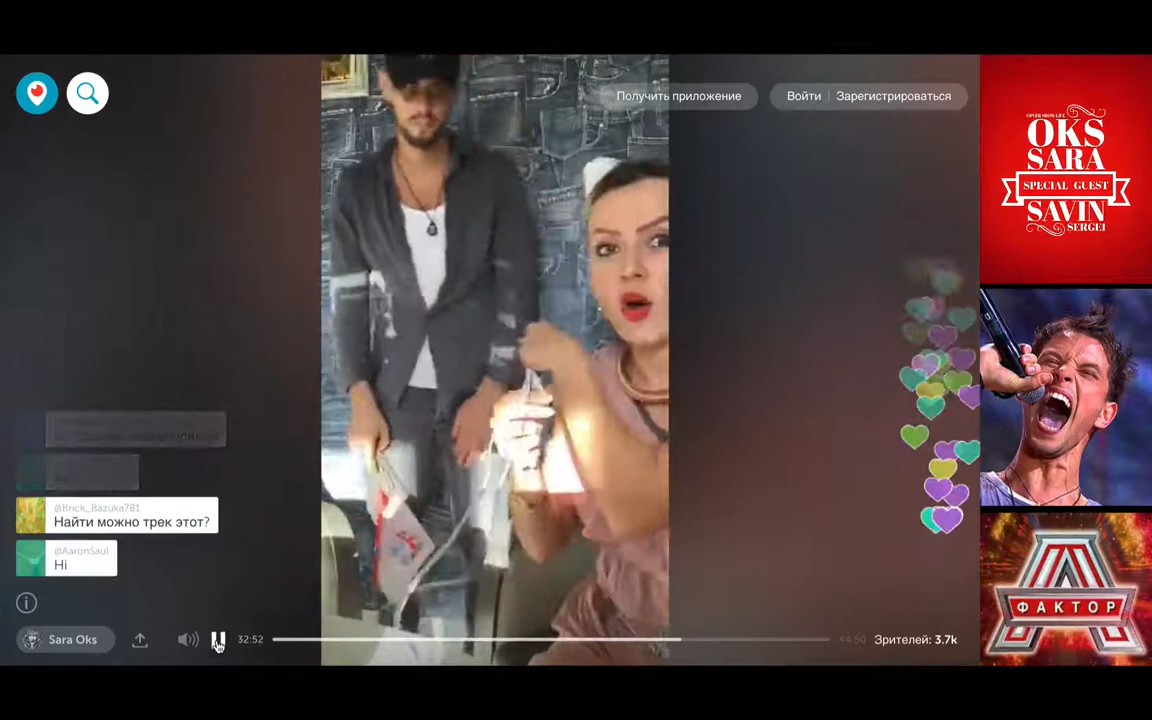 Получить приложение
Войти
Зарегистрироваться
OKS
SARA
SPECIAL GUEST
SAVIN
SERGEI
@Brick_Bazuka781
Найти можно трек этот?
@AaronSaul
Hi
Sara Oks
32:52
44:50
Зрителей: 3.7k
ФАКТОР